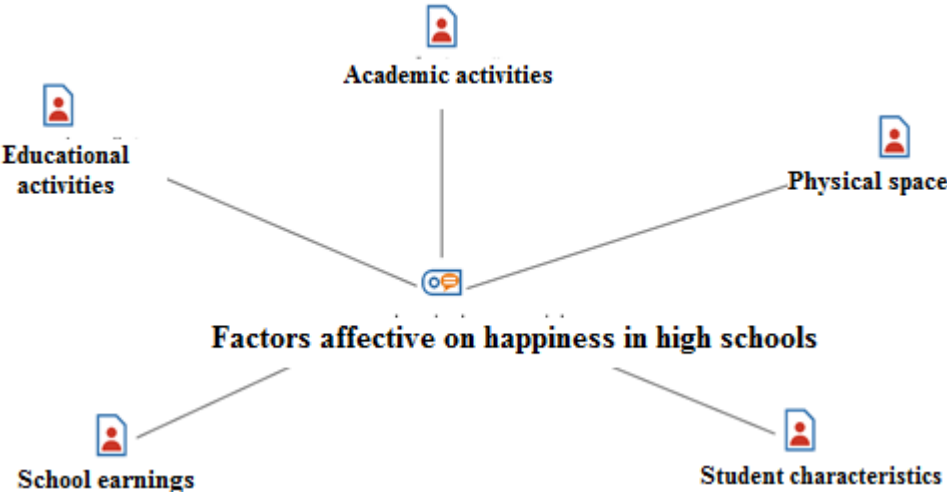 Academic activities
Educational
activities
Physical space
Factors affective on happiness in high schools
School earnings
Student characteristics